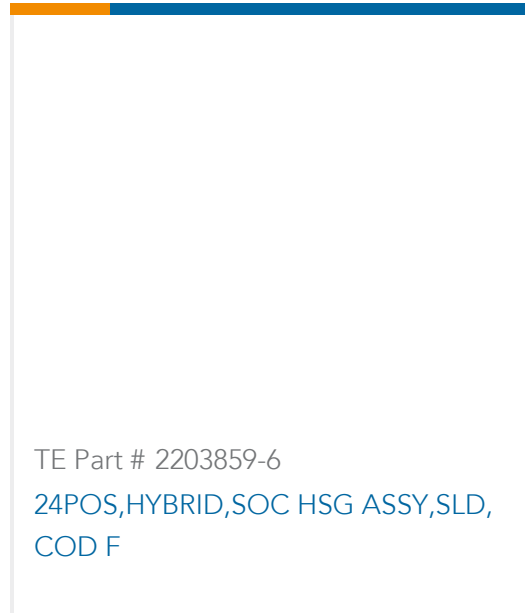 TE Part # 2203859-6
24POS,HYBRID,SOC HSG ASSY,SLD,
COD F